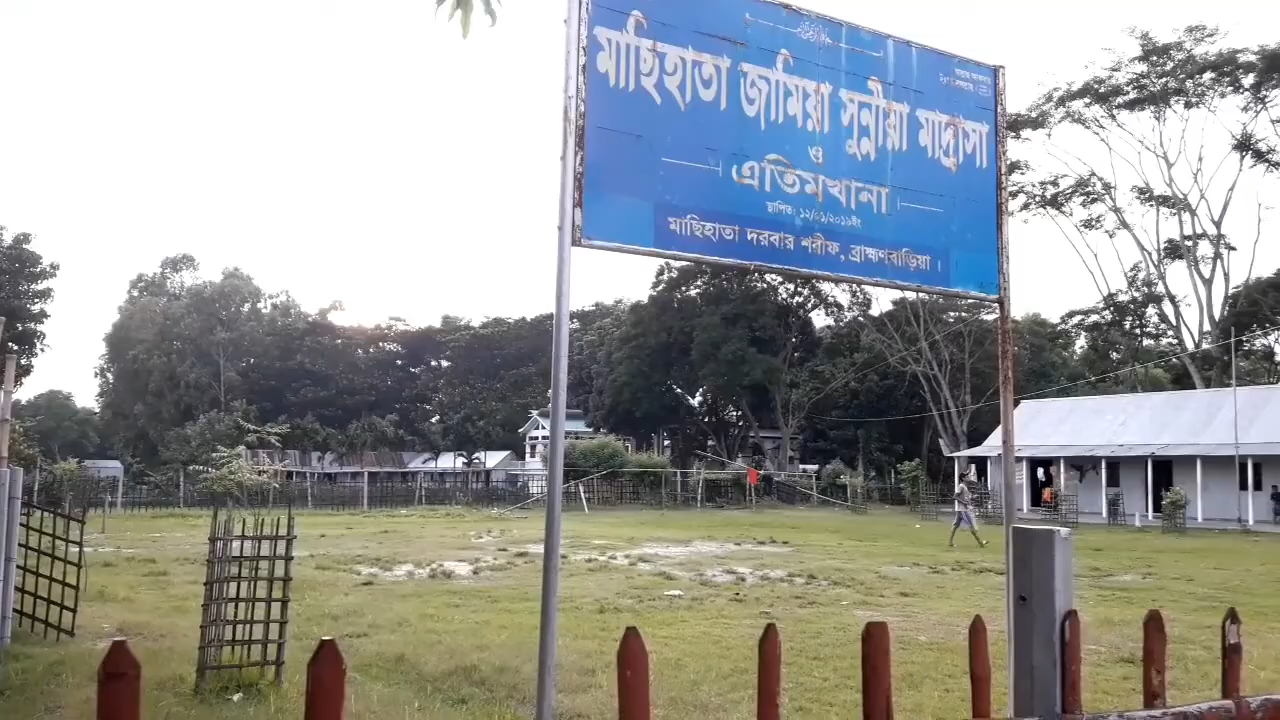 মাছিহাতা জামিয়া সুন্নীয়া মাদ্রাসা
ও
এতিমখানা
স্থাপিত: ১২/০১/২০১৯ইং
মাছিহাতা দরবার শরীফ, ব্রাহ্মণবাড়িয়া।